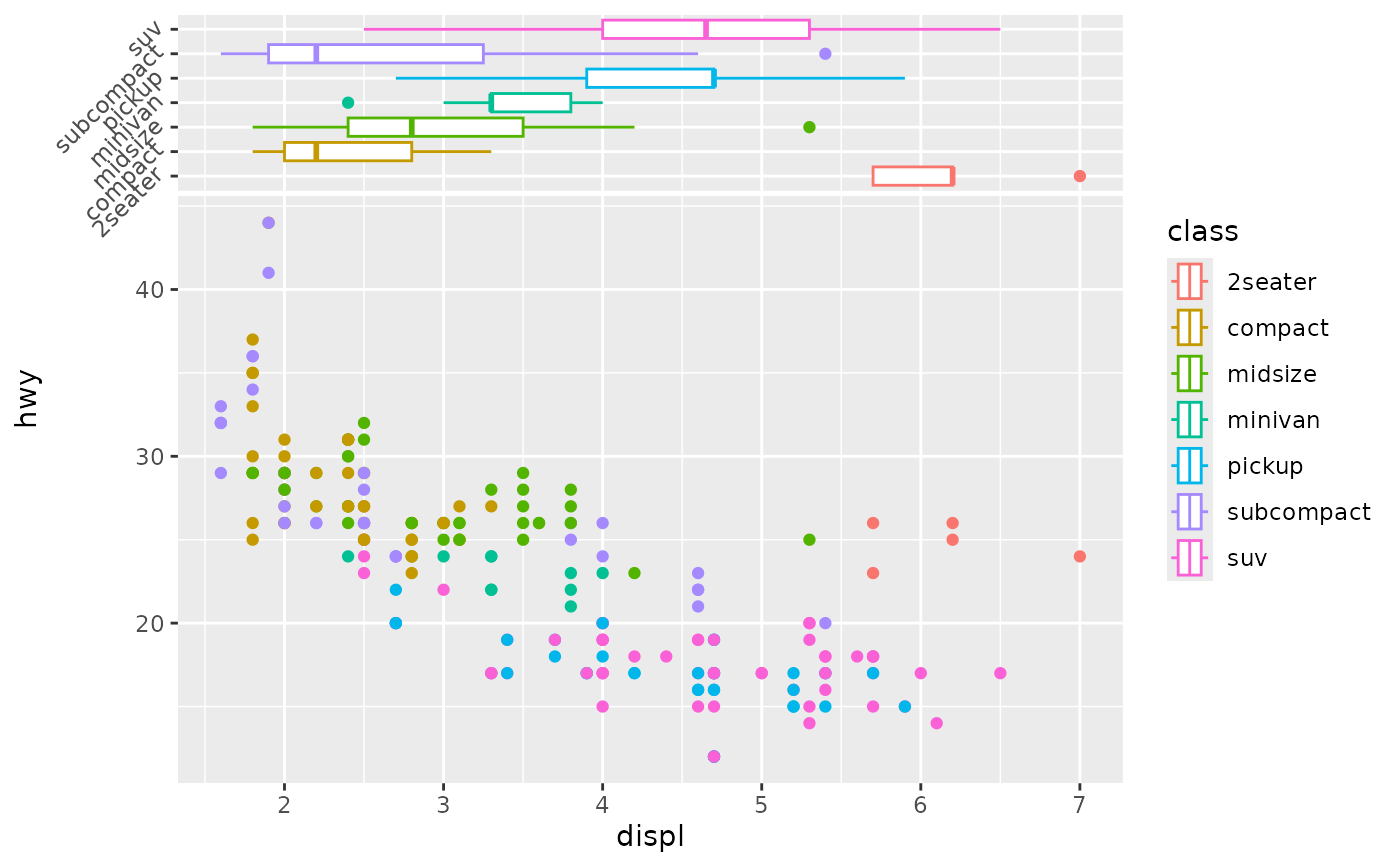 suv
subcompact
pickup
minivan
midsize
compact
2seater
40
30
20
hwy
2 3 4 5 6 7
displ
class
2seater
compact
midsize
minivan
pickup
subcompact
suv